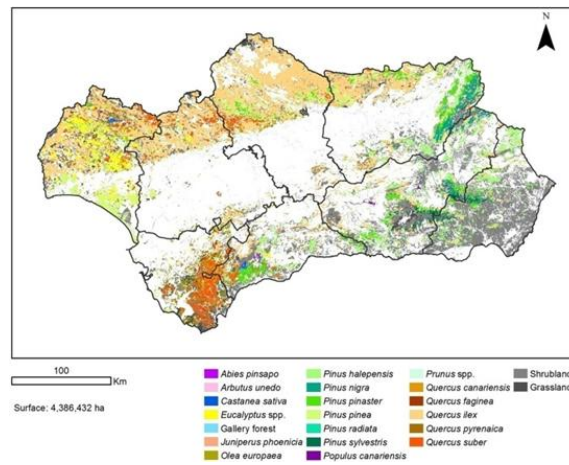 N
100
Km
Surface: 4,386,432 ha
Abies pinsapo
Arbutus unedo
Castanea sativa
Eucalyptus spp.
Gallery forest
Juniperus phoenicia
Olea europaea
Pinus halepensis
Pinus nigra
Pinus pinaster
Pinus pinea
Pinus radiata
Pinus sylvestris
Populus canariensis
Prunus spp.
Quercus canariensis
Quercus faginea
Quercus ilex
Quercus pyrenaica
Quercus suber
Shrubland
Grassland